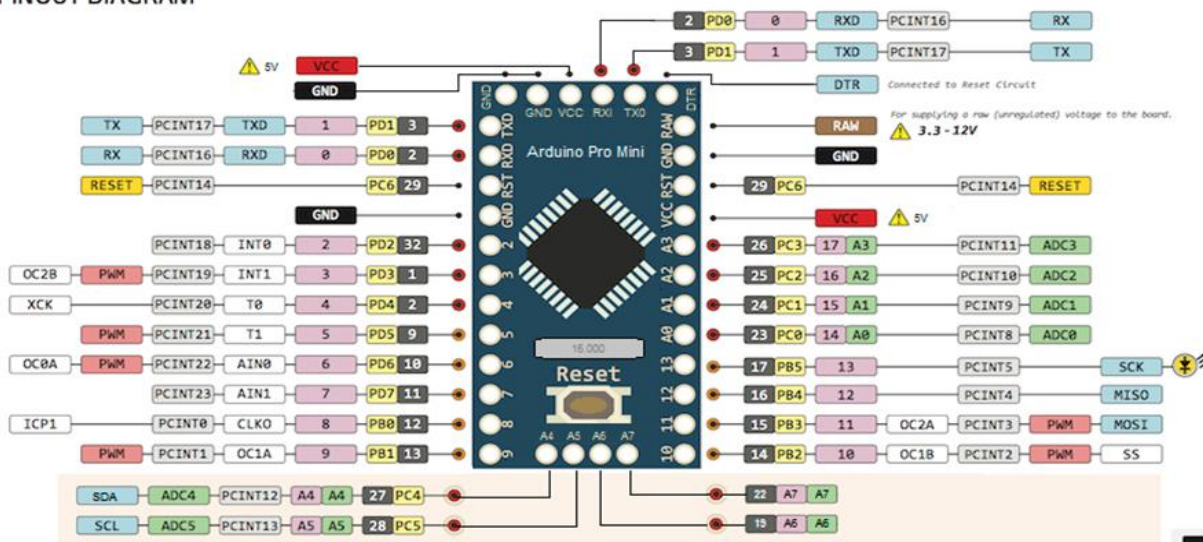 PINOUT DIAGRAM
2 PD0 0 RXD PCINT16 RX
3 PD1 1 TXD PCINT17 TX
5V VCC
GND
DTR Connected to Reset Circuit
GND GND VCC RXI TX0 DTR
For supplying a raw (unregulated) voltage to the board.
RAW 3.3 - 12V
TX PCINT17 TXD 1 PD1 3 TXD
RAW
Arduino Pro Mini
RX PCINT16 RXD 0 PD0 2 RXD
GND GND
RESET PCINT14 PC6 29 RST
RST 29 PC6 PCINT14 RESET
GND GND
VCC VCC 5V
PCINT18 INT0 2 PD2 32 2
A3 26 PC3 17 A3 PCINT11 ADC3
OC2B PWM PCINT19 INT1 3 PD3 1 3
A2 25 PC2 16 A2 PCINT10 ADC2
XCK PCINT20 T0 4 PD4 2 4
A1 24 PC1 15 A1 PCINT9 ADC1
PWM PCINT21 T1 5 PD5 9 5
A0 23 PC0 14 A0 PCINT8 ADC0
16,000
OC0A PWM PCINT22 AIN0 6 PD6 10 6
13 17 PB5 13 PCINT5 SCK
Reset
PCINT23 AIN1 7 PD7 11 7
12 16 PB4 12 PCINT4 MISO
ICP1 PCINT0 CLKO 8 PB0 12 8
11 15 PB3 11 OC2A PCINT3 PWM MOSI
A4 A5 A6 A7
PWM PCINT1 OC1A 9 PB1 13 9
10 14 PB2 10 OC1B PCINT2 PWM SS
SDA ADC4 PCINT12 A4 A4 27 PC4
22 A7 A7
SCL ADC5 PCINT13 A5 A5 28 PC5
19 A6 A6